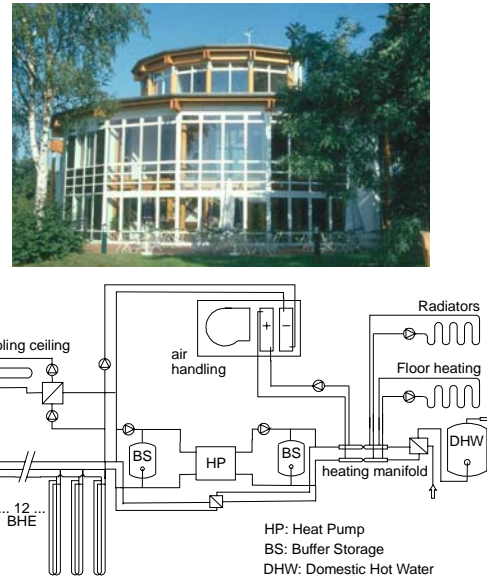 Radiators
oling ceiling
+ −
air
handling
Floor heating
BS
HP
BS
DHW
heating manifold
... 12 ...
BHE
HP: Heat Pump
BS: Buffer Storage
DHW: Domestic Hot Water